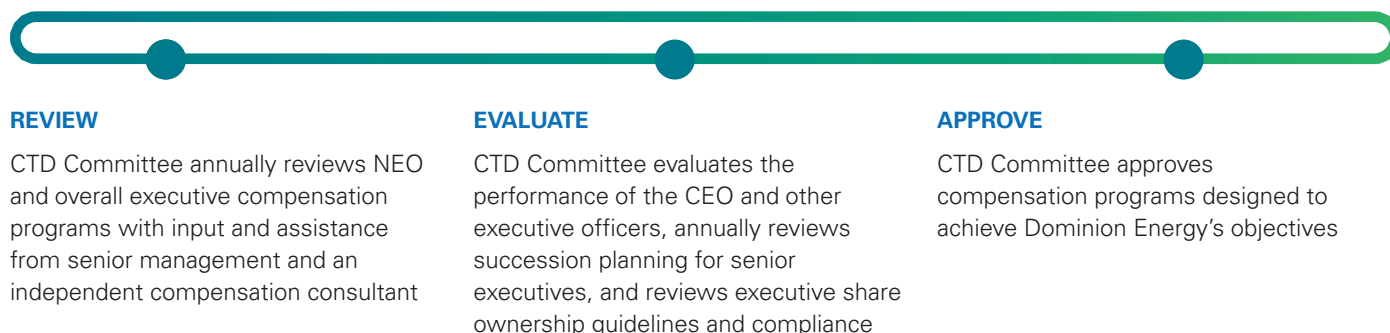 REVIEW
CTD Committee annually reviews NEO
and overall executive compensation
programs with input and assistance
from senior management and an
independent compensation consultant
EVALUATE
CTD Committee evaluates the
performance of the CEO and other
executive officers, annually reviews
succession planning for senior
executives, and reviews executive share
ownership guidelines and compliance
APPROVE
CTD Committee approves
compensation programs designed to
achieve Dominion Energy’s objectives